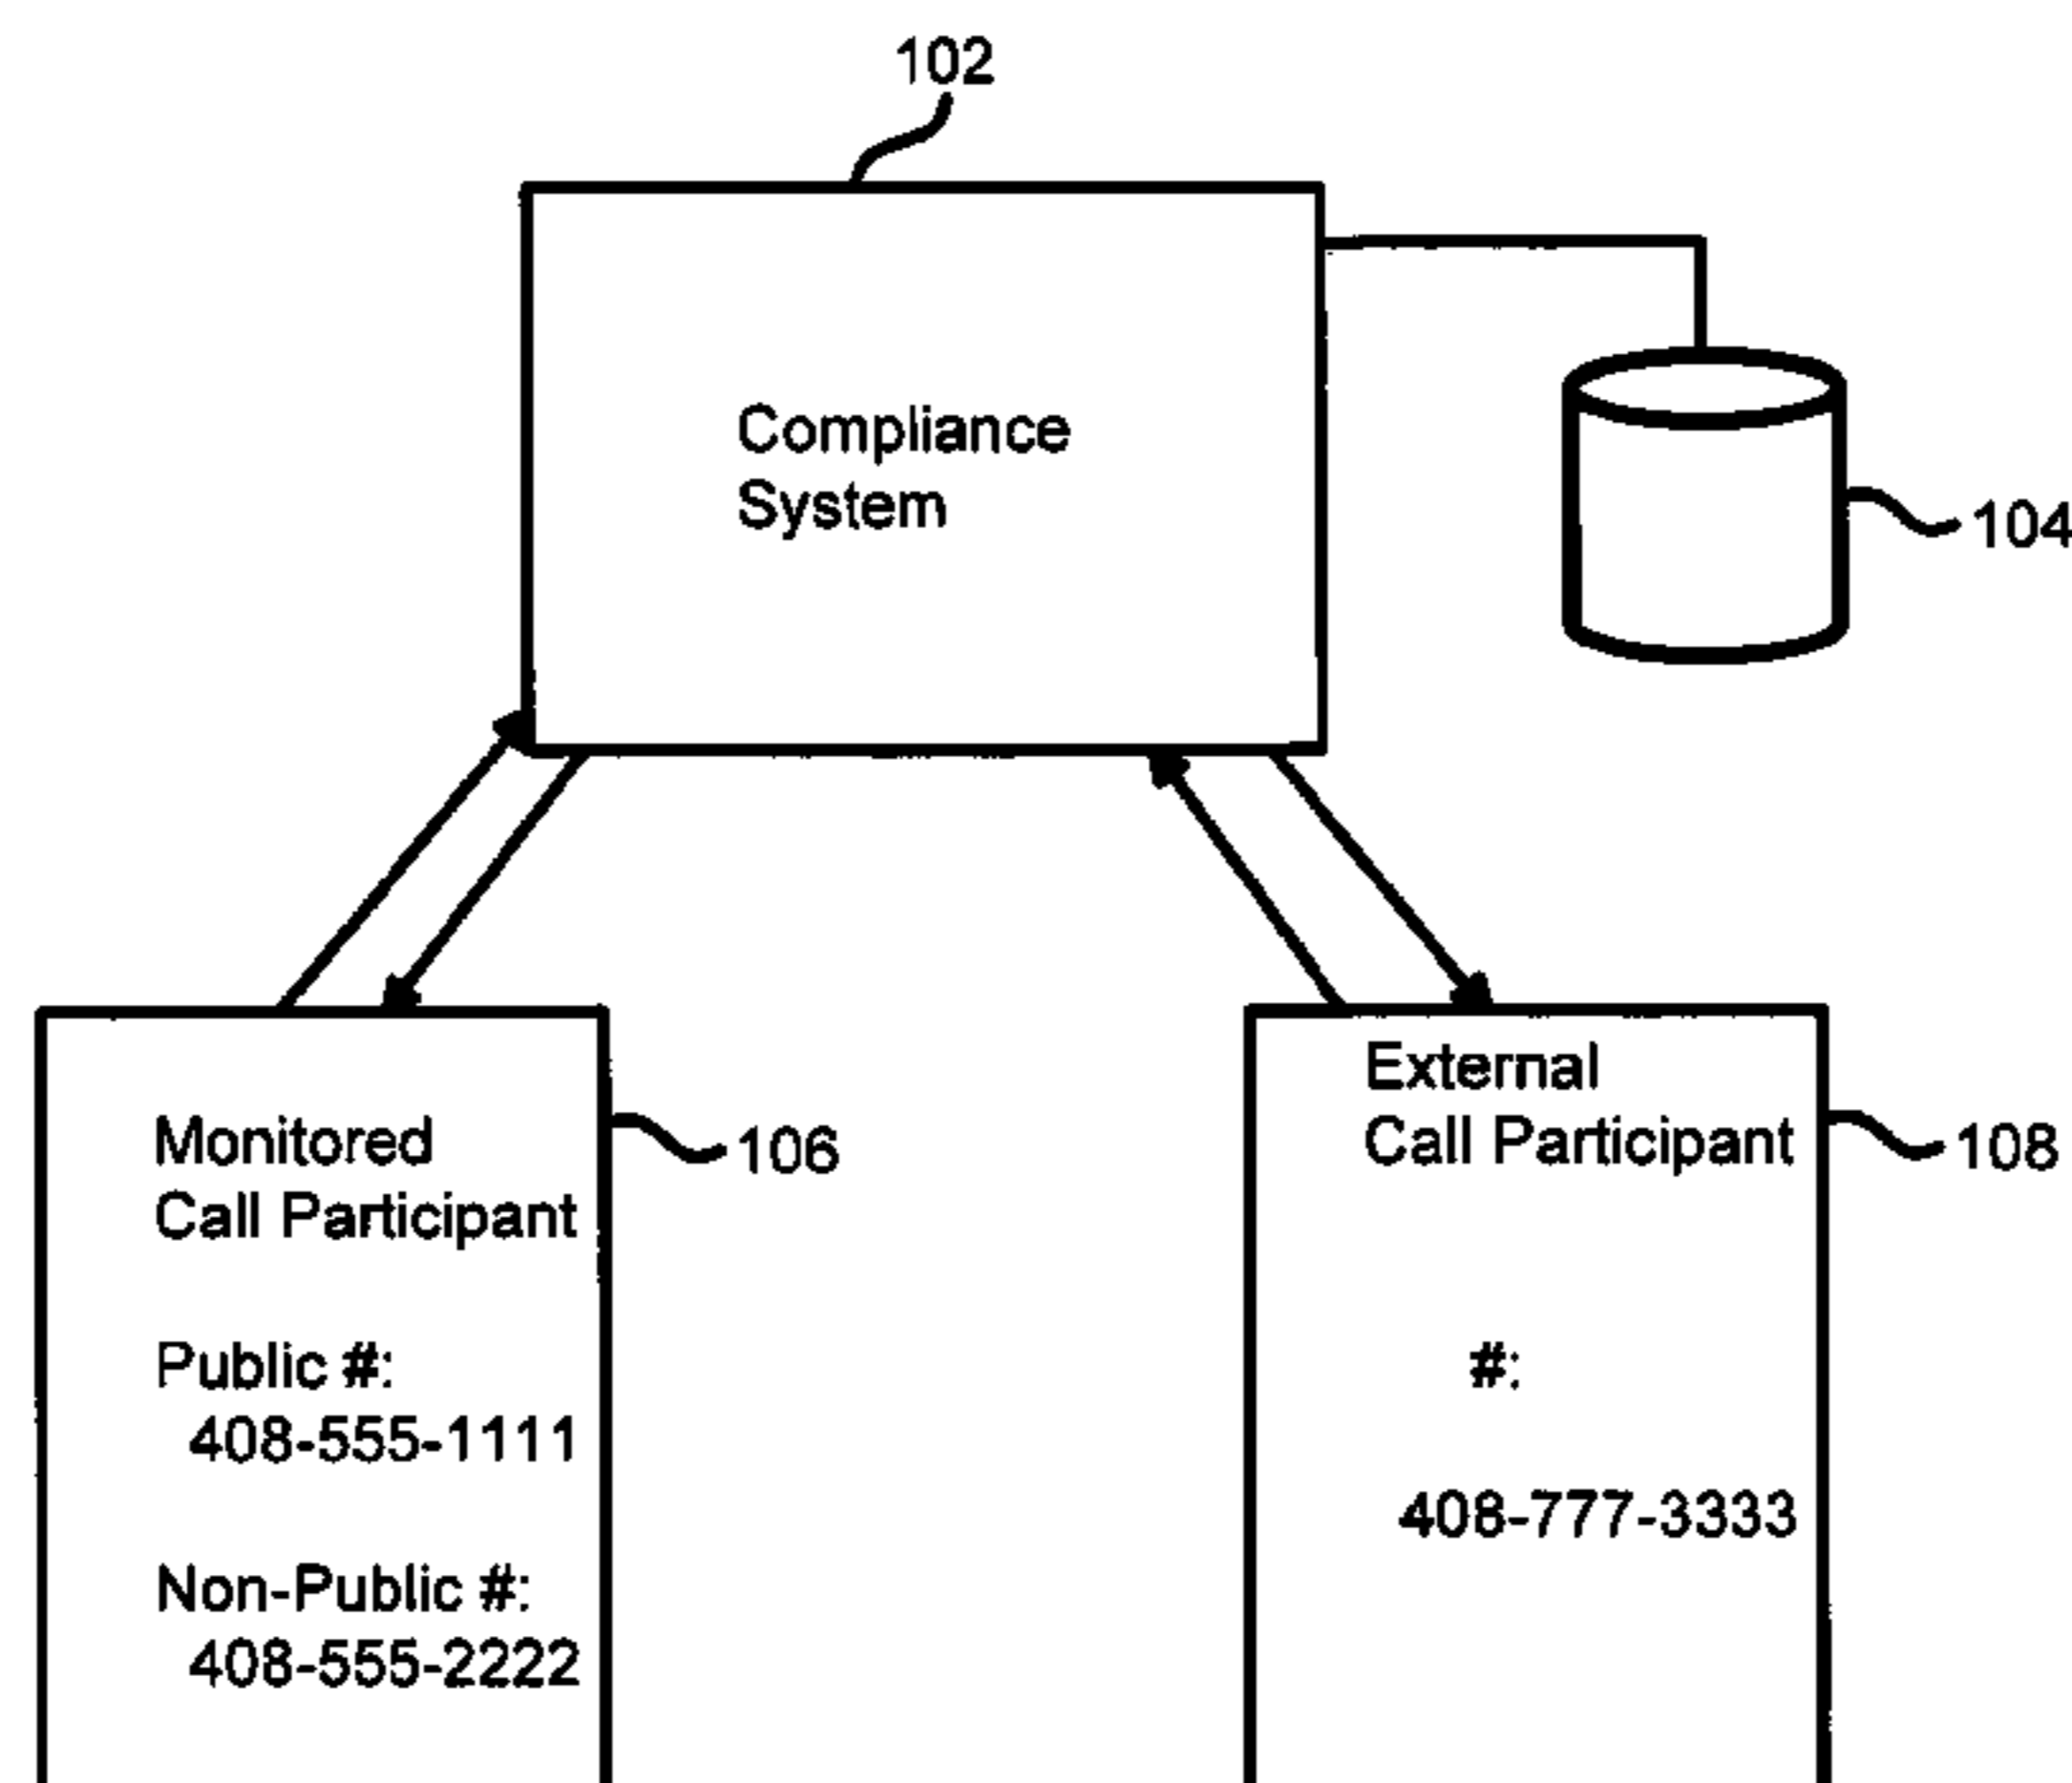 102
Compliance
System
104
Monitored
Call Participant
106
Public #:
408-555-1111
Non-Public #:
408-555-2222
External
Call Participant
108
#:
408-777-3333